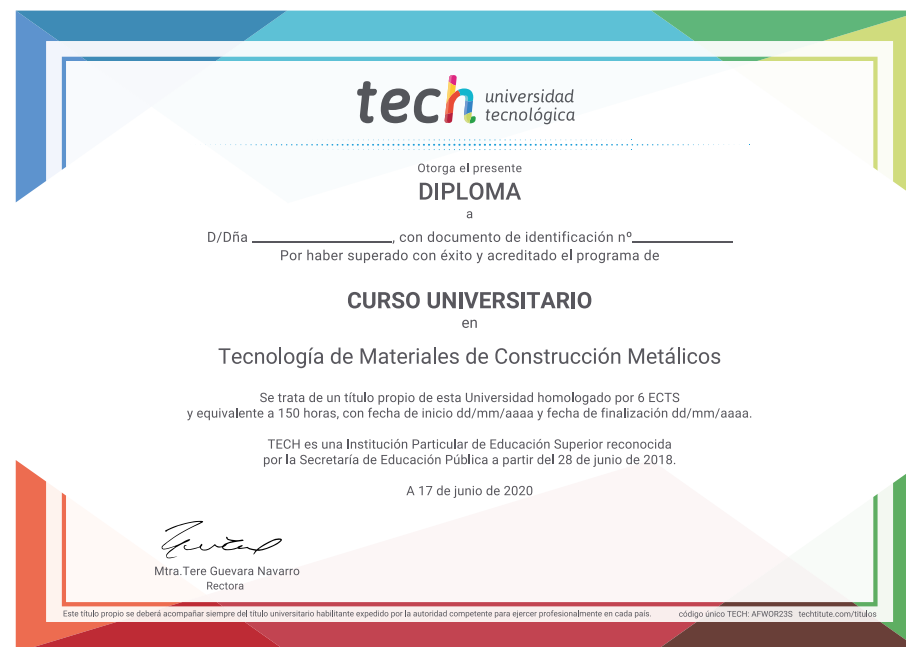 tech universidad
tecnológica
Otorga el presente
DIPLOMA
a
D/Dña ____________________, con documento de identificación nº______________
Por haber superado con éxito y acreditado el programa de
CURSO UNIVERSITARIO
en
Tecnología de Materiales de Construcción Metálicos
Se trata de un título propio de esta Universidad homologado por 6 ECTS
y equivalente a 150 horas, con fecha de inicio dd/mm/aaaa y fecha de finalización dd/mm/aaaa.
TECH es una Institución Particular de Educación Superior reconocida
por la Secretaría de Educación Pública a partir del 28 de junio de 2018.
A 17 de junio de 2020
Mtra.Tere Guevara Navarro
Rectora
Este título propio se deberá acompañar siempre del título universitario habilitante expedido por la autoridad competente para ejercer profesionalmente en cada país. código único TECH: AFWOR23S techtitute.com/titulos